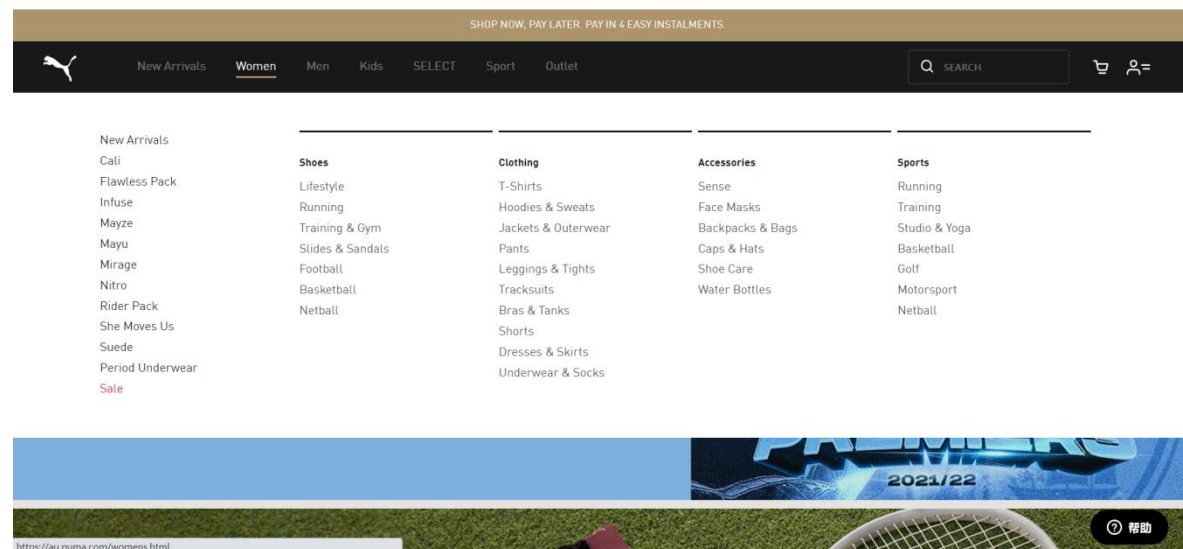 SHOP NOW, PAY LATER. PAY IN 4 EASY INSTALMENTS.
New Arrivals Women Men Kids SELECT Sport Outlet SEARCH
New Arrivals
Cali
Flawless Pack
Infuse
Mayze
Mayu
Mirage
Nitro
Rider Pack
She Moves Us
Suede
Period Underwear
Sale
Shoes
Lifestyle
Running
Training & Gym
Slides & Sandals
Football
Basketball
Netball
Clothing
T-Shirts
Hoodies & Sweats
Jackets & Outerwear
Pants
Leggings & Tights
Tracksuits
Bras & Tanks
Shorts
Dresses & Skirts
Underwear & Socks
Accessories
Sense
Face Masks
Backpacks & Bags
Caps & Hats
Shoe Care
Water Bottles
Sports
Running
Training
Studio & Yoga
Basketball
Golf
Motorsport
Netball
PREMIERS
2021/22
帮助
https://au.puma.com/womens.html